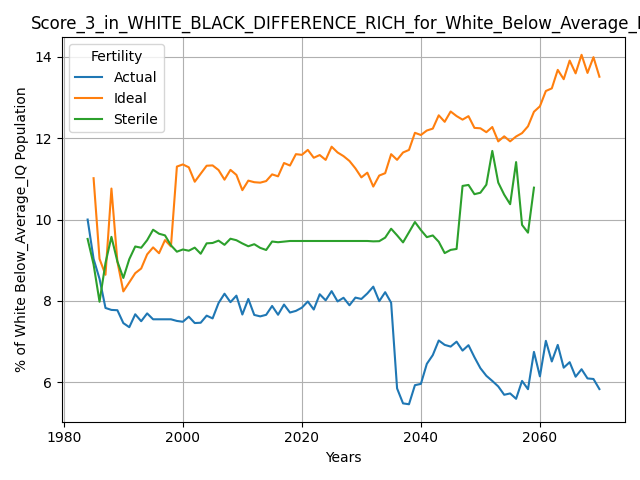 Score_3_in_WHITE_BLACK_DIFFERENCE_RICH_for_White_Below_Average_I
Fertility
Actual
Ideal
Sterile
% of White Below_Average_IQ Population
14
12
10
8
6
1980
2000
2020
2040
2060
Years